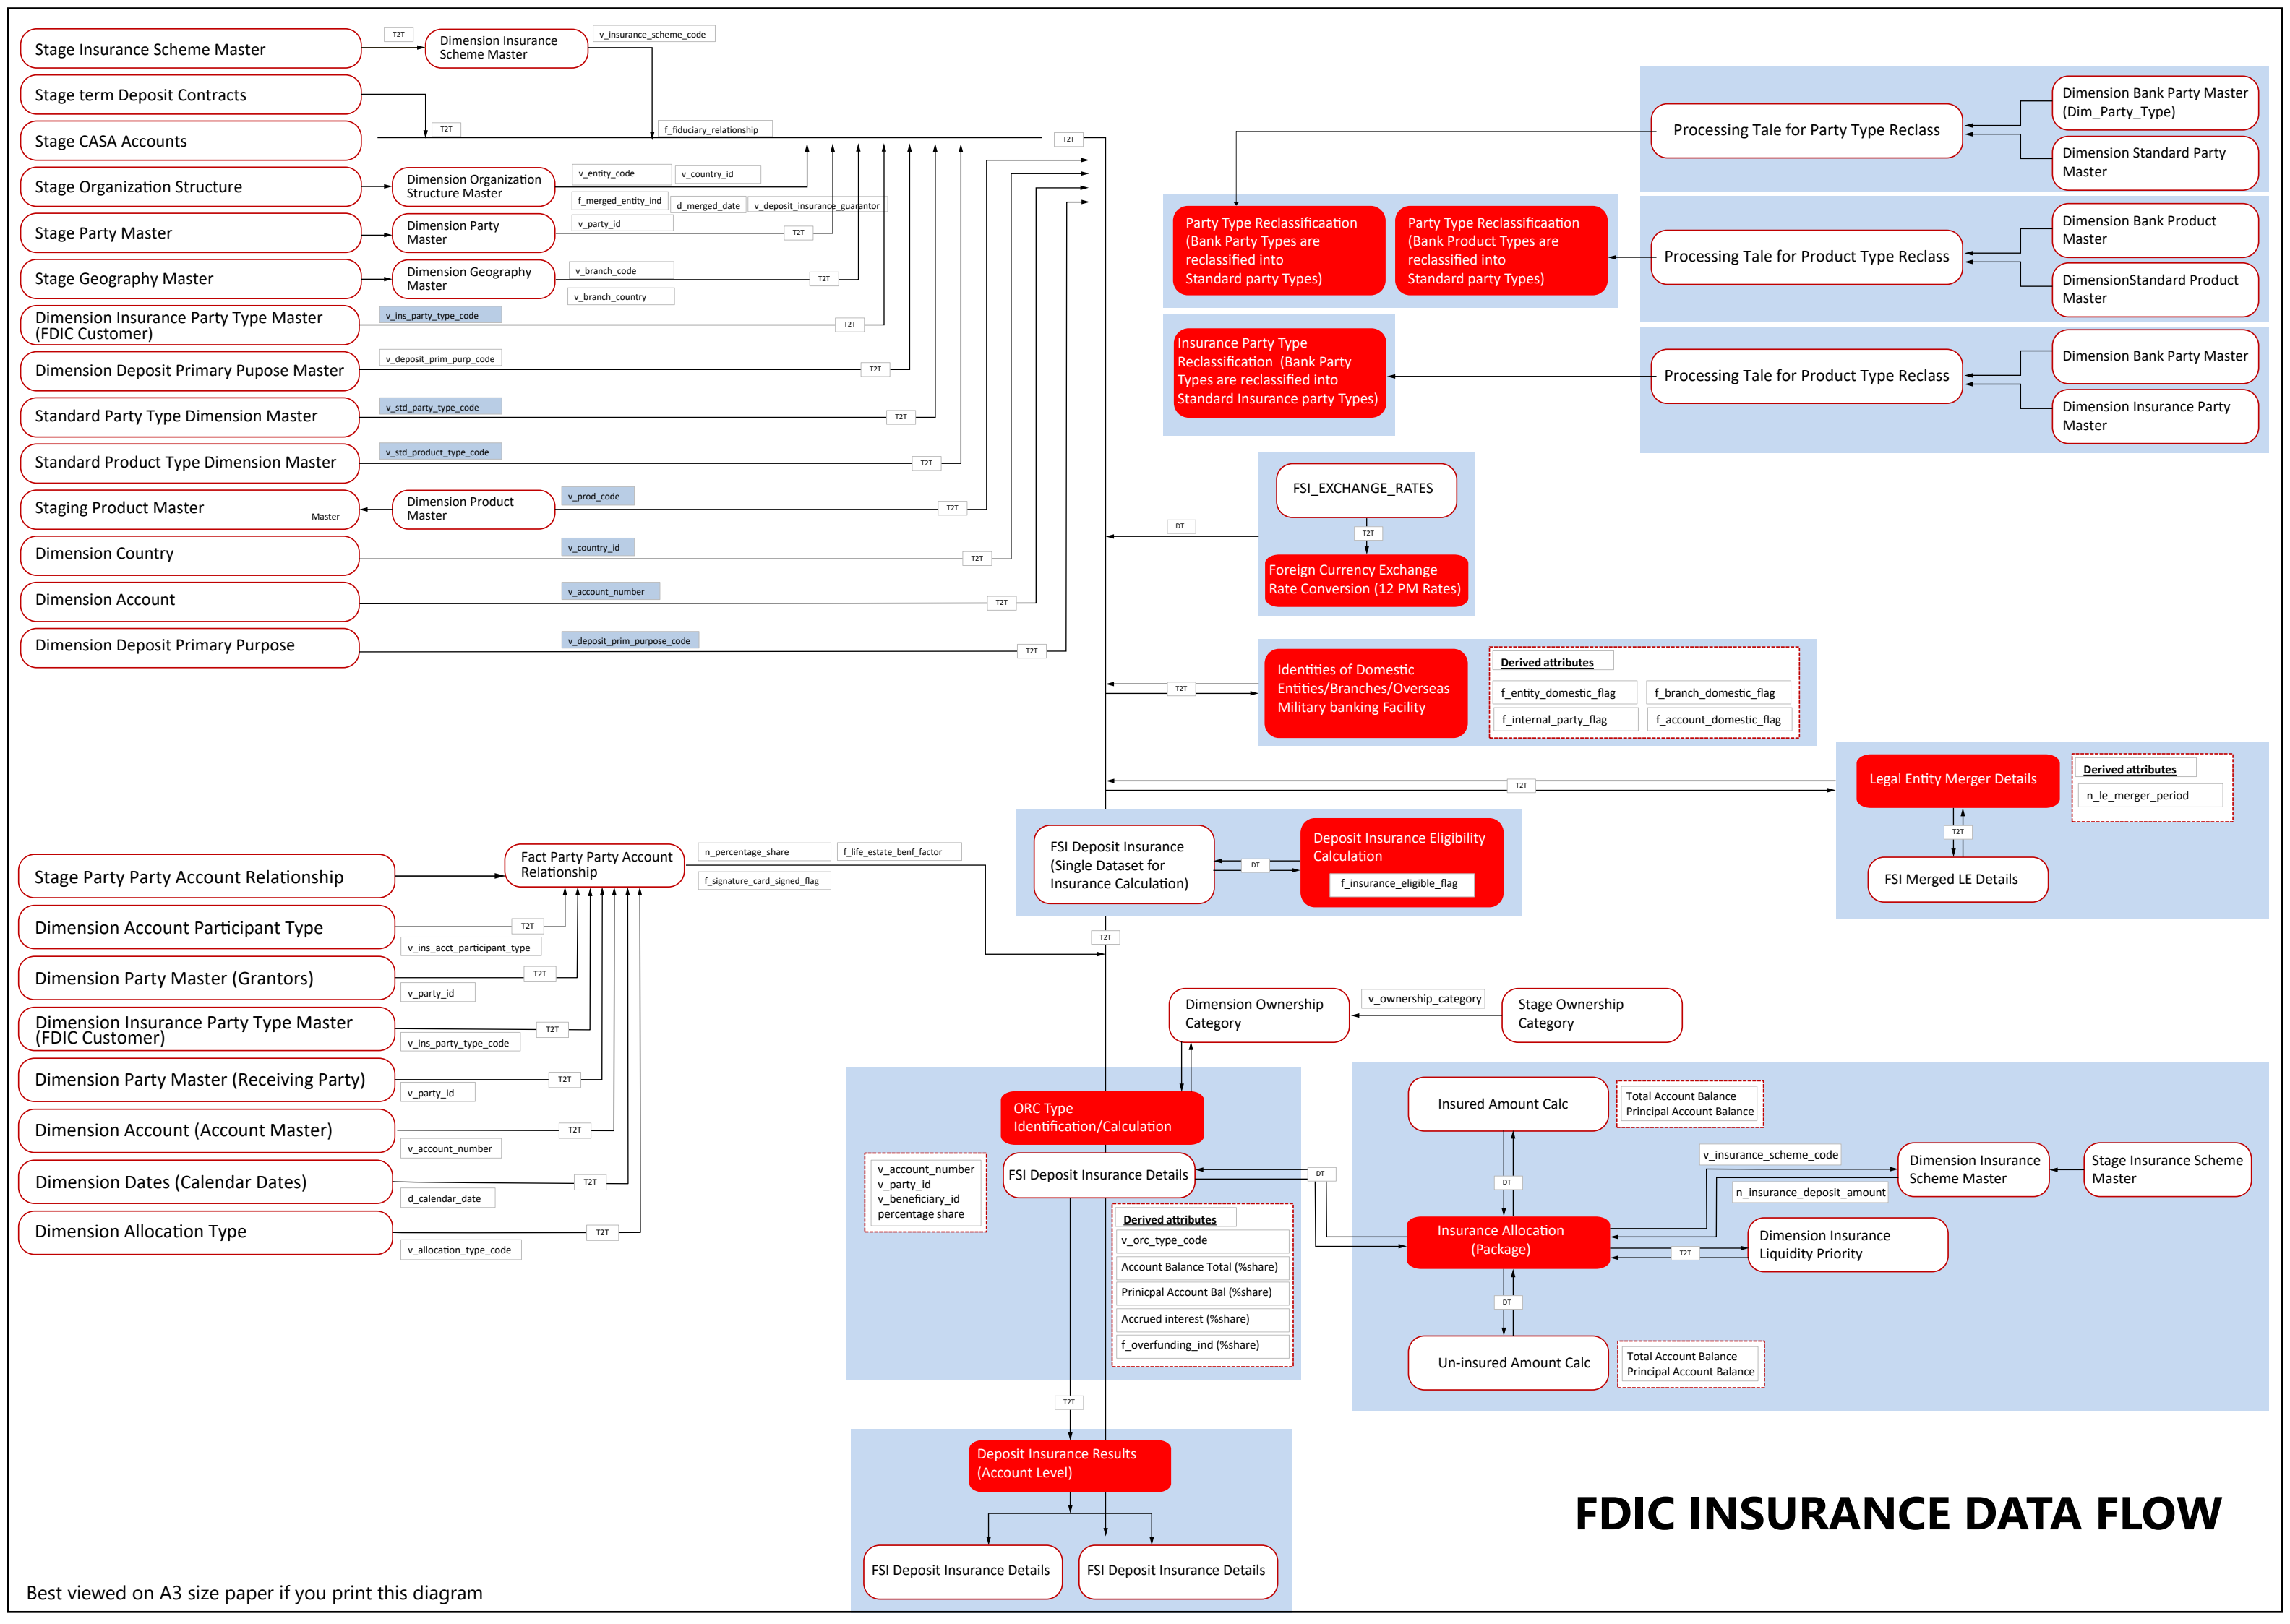 Stage Insurance Scheme Master
T2T
Dimension Insurance
Scheme Master
v_insurance_scheme_code
Stage term Deposit Contracts
T2T
Stage CASA Accounts
f_fiduciary_relationship
T2T
Stage Organization Structure
Dimension Organization
Structure Master
v_entity_code
v_country_id
f_merged_entity_ind
d_merged_date
v_deposit_insurance_guarantor
Stage Party Master
Dimension Party
Master
v_party_id
T2T
Stage Geography Master
Dimension Geography
Master
v_branch_code
v_branch_country
T2T
Dimension Insurance Party Type Master
(FDIC Customer)
v_ins_party_type_code
T2T
Dimension Deposit Primary Pupose Master
v_deposit_prim_purp_code
T2T
Standard Party Type Dimension Master
v_std_party_type_code
T2T
Standard Product Type Dimension Master
v_std_product_type_code
T2T
Staging Product Master
Master
Dimension Product
Master
v_prod_code
T2T
Dimension Country
v_country_id
T2T
Dimension Account
v_account_number
T2T
Dimension Deposit Primary Purpose
v_deposit_prim_purpose_code
T2T
Processing Tale for Party Type Reclass
Dimension Bank Party Master
(Dim_Party_Type)
Dimension Standard Party
Master
Party Type Reclassificaation
(Bank Party Types are
reclassified into
Standard party Types)
Party Type Reclassificaation
(Bank Product Types are
reclassified into
Standard party Types)
Processing Tale for Product Type Reclass
Dimension Bank Product
Master
DimensionStandard Product
Master
Insurance Party Type
Reclassification  (Bank Party
Types are reclassified into
Standard Insurance party Types)
Processing Tale for Product Type Reclass
Dimension Bank Party Master
Dimension Insurance Party
Master
FSI_EXCHANGE_RATES
T2T
DT
Foreign Currency Exchange
Rate Conversion (12 PM Rates)
T2T
Identities of Domestic
Entities/Branches/Overseas
Military banking Facility
Derived attributes
f_entity_domestic_flag
f_branch_domestic_flag
f_internal_party_flag
f_account_domestic_flag
T2T
Legal Entity Merger Details
Derived attributes
n_le_merger_period
T2T
FSI Merged LE Details
FSI Deposit Insurance
(Single Dataset for
Insurance Calculation)
DT
Deposit Insurance Eligibility
Calculation
f_insurance_eligible_flag
T2T
Stage Party Party Account Relationship
Fact Party Party Account
Relationship
n_percentage_share
f_life_estate_benf_factor
f_signature_card_signed_flag
Dimension Account Participant Type
T2T
v_ins_acct_participant_type
Dimension Party Master (Grantors)
T2T
v_party_id
Dimension Insurance Party Type Master
(FDIC Customer)
T2T
v_ins_party_type_code
Dimension Party Master (Receiving Party)
T2T
v_party_id
Dimension Account (Account Master)
T2T
v_account_number
Dimension Dates (Calendar Dates)
T2T
d_calendar_date
Dimension Allocation Type
T2T
v_allocation_type_code
Dimension Ownership
Category
v_ownership_category
Stage Ownership
Category
ORC Type
Identification/Calculation
FSI Deposit Insurance Details
v_account_number
v_party_id
v_beneficiary_id
percentage share
Derived attributes
v_orc_type_code
Account Balance Total (%share)
Prinicpal Account Bal (%share)
Accrued interest (%share)
f_overfunding_ind (%share)
DT
Insured Amount Calc
Total Account Balance
Principal Account Balance
DT
v_insurance_scheme_code
n_insurance_deposit_amount
Dimension Insurance
Scheme Master
Stage Insurance Scheme
Master
Insurance Allocation
(Package)
T2T
Dimension Insurance
Liquidity Priority
DT
Un-insured Amount Calc
Total Account Balance
Principal Account Balance
T2T
Deposit Insurance Results
(Account Level)
FSI Deposit Insurance Details
FSI Deposit Insurance Details
FDIC INSURANCE DATA FLOW
Best viewed on A3 size paper if you print this diagram